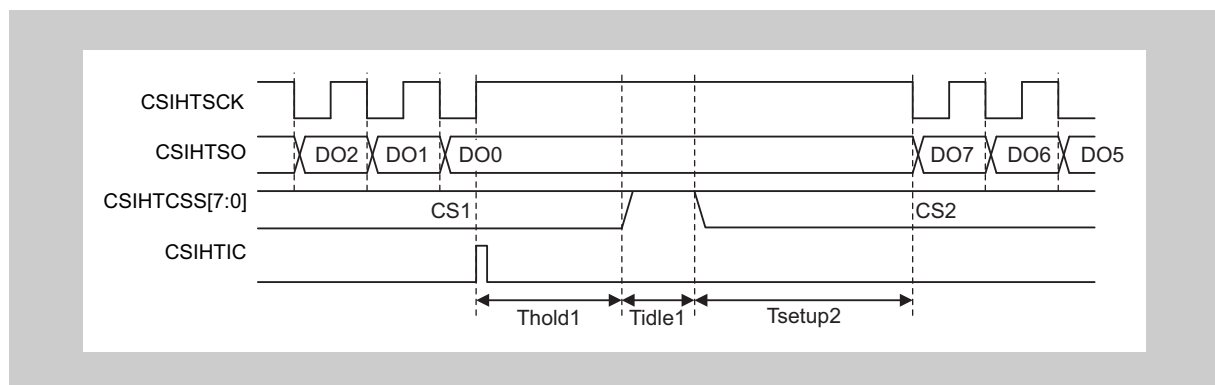 CSIHTSCK
CSIHTSO DO2 DO1 DO0 DO7 DO6 DO5
CSIHTCSS[7:0] CS1 CS2
CSIHTIC
Thold1 Tidle1 Tsetup2